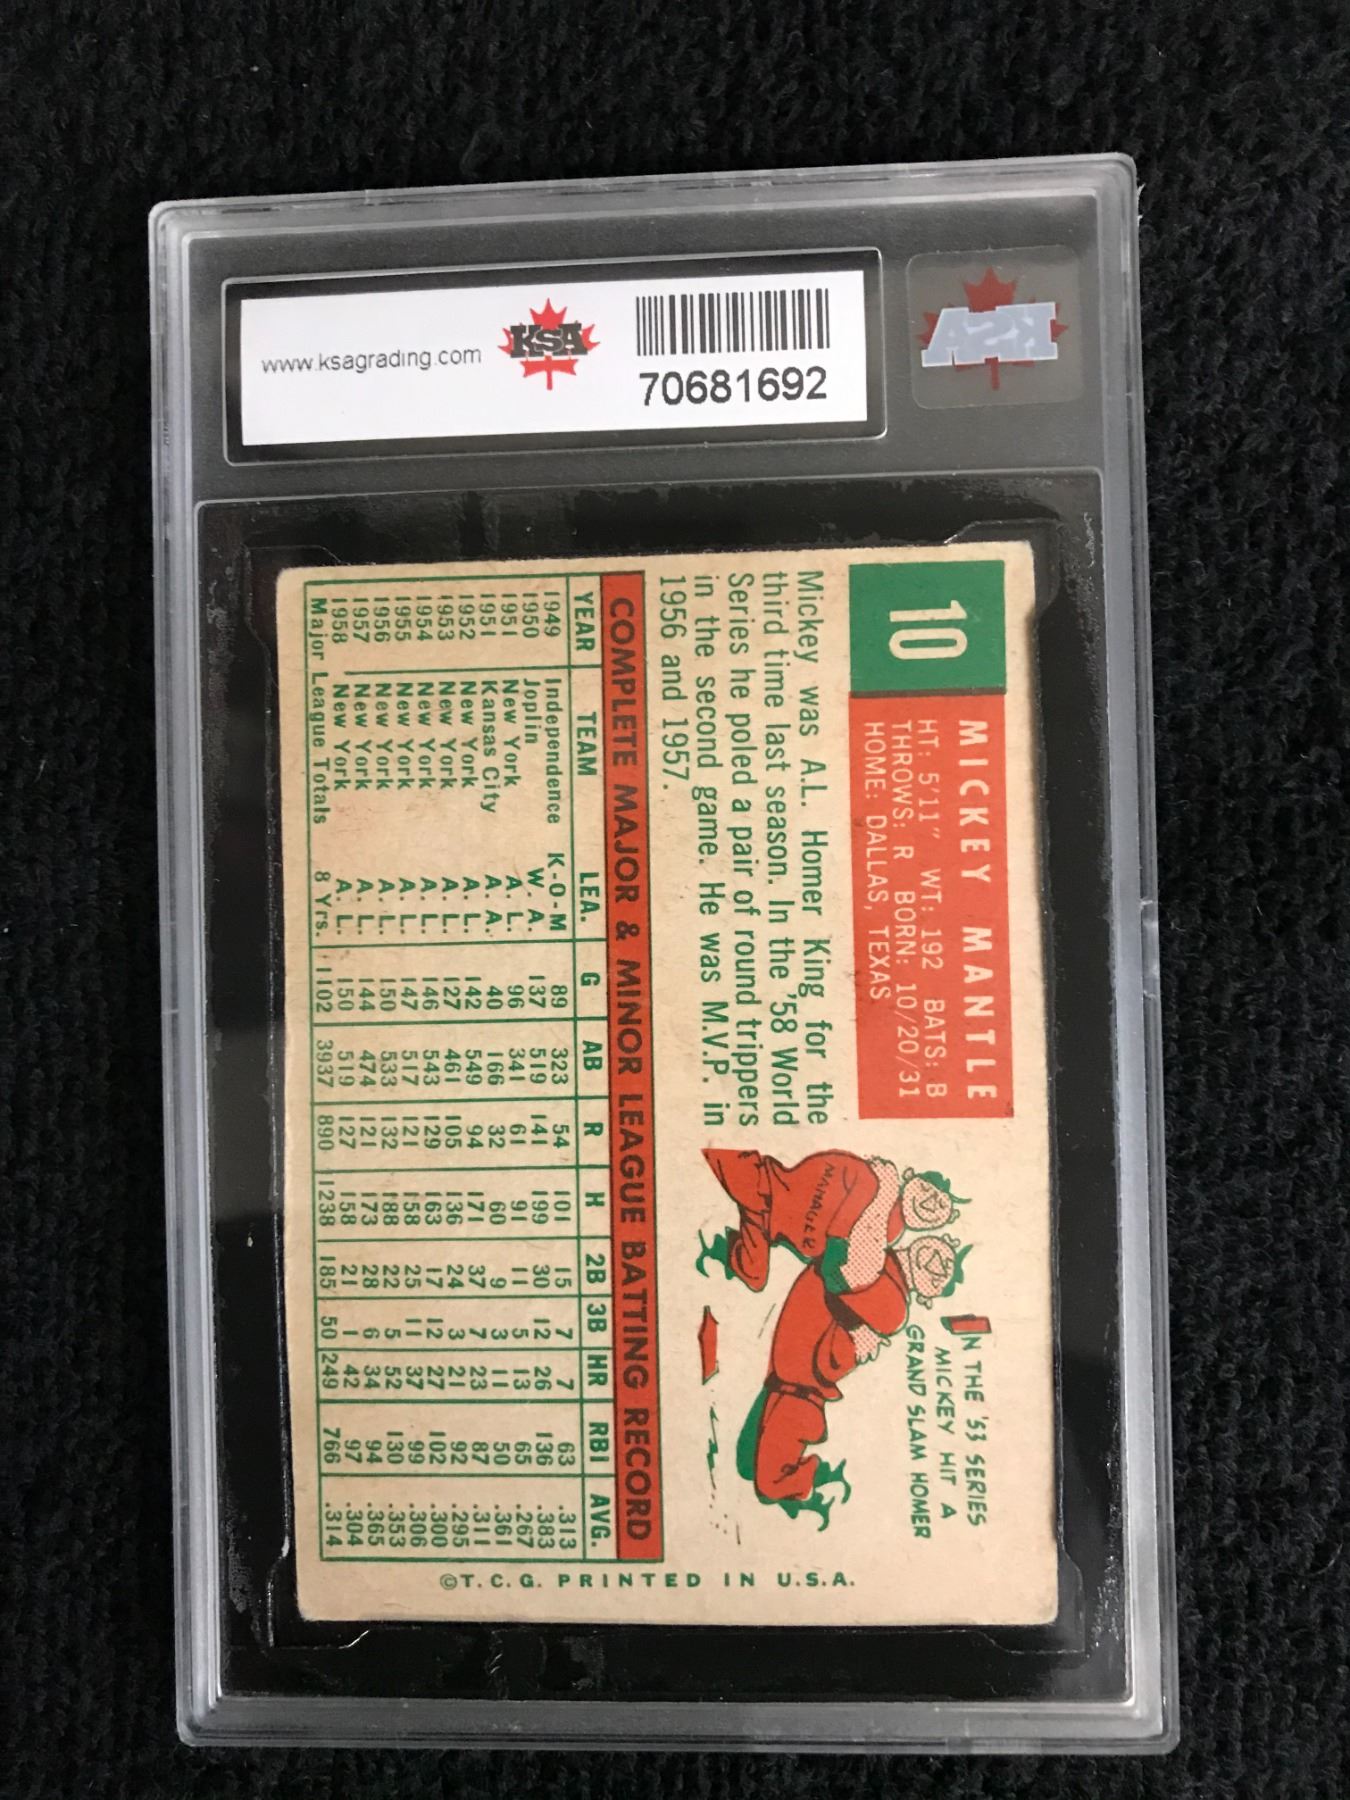 www.ksagrading.com
KSA
70681692
KSA
10
MICKEY MANTLE
HT: 5'11" WT: 192 BATS: B
THROWS: R BORN: 10/20/31
HOME: DALLAS, TEXAS
Mickey was A.L. Homer King for the
third time last season. In the '58 World
Series he poled a pair of round trippers
in the second game. He was M.V.P. in
1956 and 1957.
IN THE '53 SERIES
MICKEY HIT A
GRAND SLAM HOMER
MANAGER
COMPLETE MAJOR & MINOR LEAGUE BATTING RECORD
YEAR TEAM LEA. G AB R H 2B 3B HR RBI AVG.
1949 Independence K-O-M 89 323 54 101 15 7 7 63 .313
1950 Joplin W. A. 137 519 141 199 30 12 26 136 .383
1951 New York A. L. 96 341 61 91 11 5 13 65 .267
1951 Kansas City A. A. 40 166 32 60 9 3 11 50 .361
1952 New York A. L. 142 549 94 171 37 7 23 87 .311
1953 New York A. L. 127 461 105 136 24 3 21 92 .295
1954 New York A. L. 146 543 129 163 17 12 27 102 .300
1955 New York A. L. 147 517 121 158 25 11 37 99 .306
1956 New York A. L. 150 533 132 188 22 5 52 130 .353
1957 New York A. L. 144 474 121 173 28 6 34 94 .365
1958 New York A. L. 150 519 127 158 21 1 42 97 .304
Major League Totals 8 Yrs. 1102 3937 890 1238 185 50 249 766 .314
©T. C. G. PRINTED IN U.S.A.